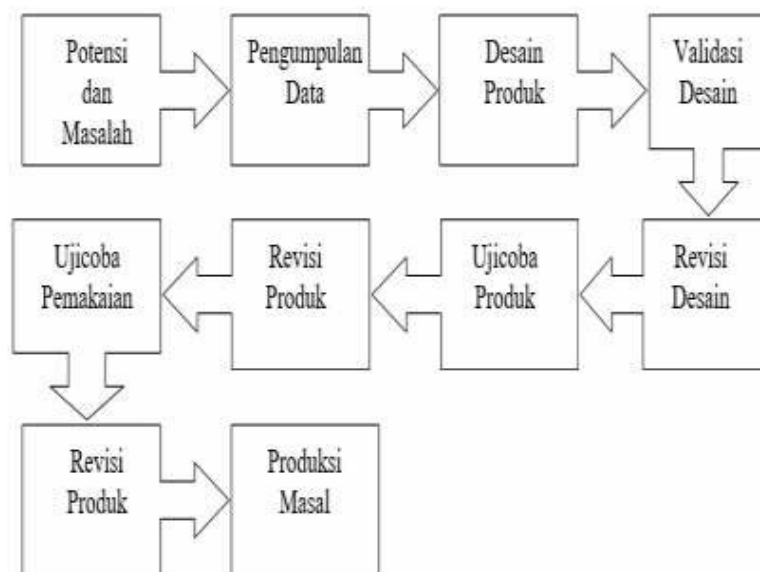 Potensi
dan
Masalah
Pengumpulan
Data
Desain
Produk
Validasi
Desain
Revisi
Desain
Ujicoba
Produk
Revisi
Produk
Ujicoba
Pemakaian
Revisi
Produk
Produksi
Masal